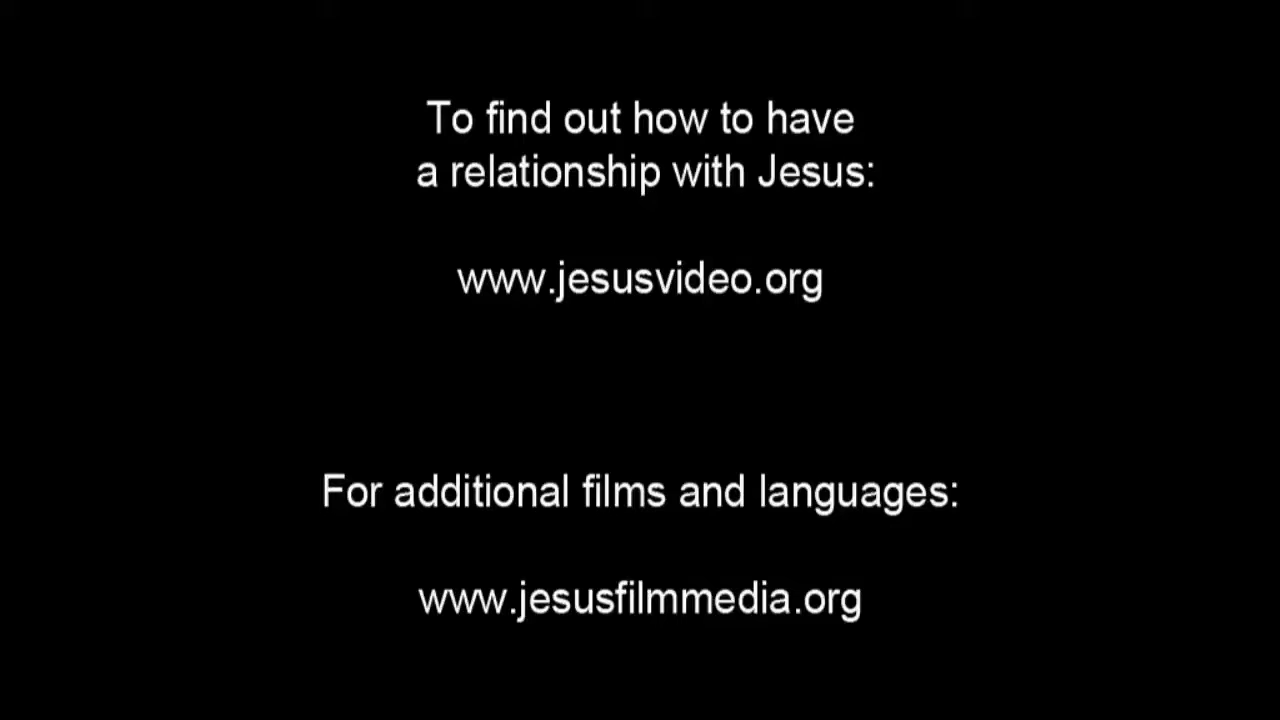 To find out how to have
a relationship with Jesus:
www.jesusvideo.org
For additional films and languages:
www.jesusfilmmedia.org